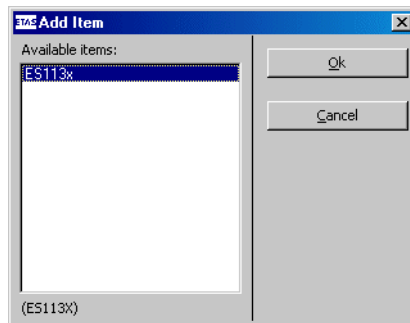 ETAS Add Item
Available items:
ES113x
Ok
Cancel
(ES113X)